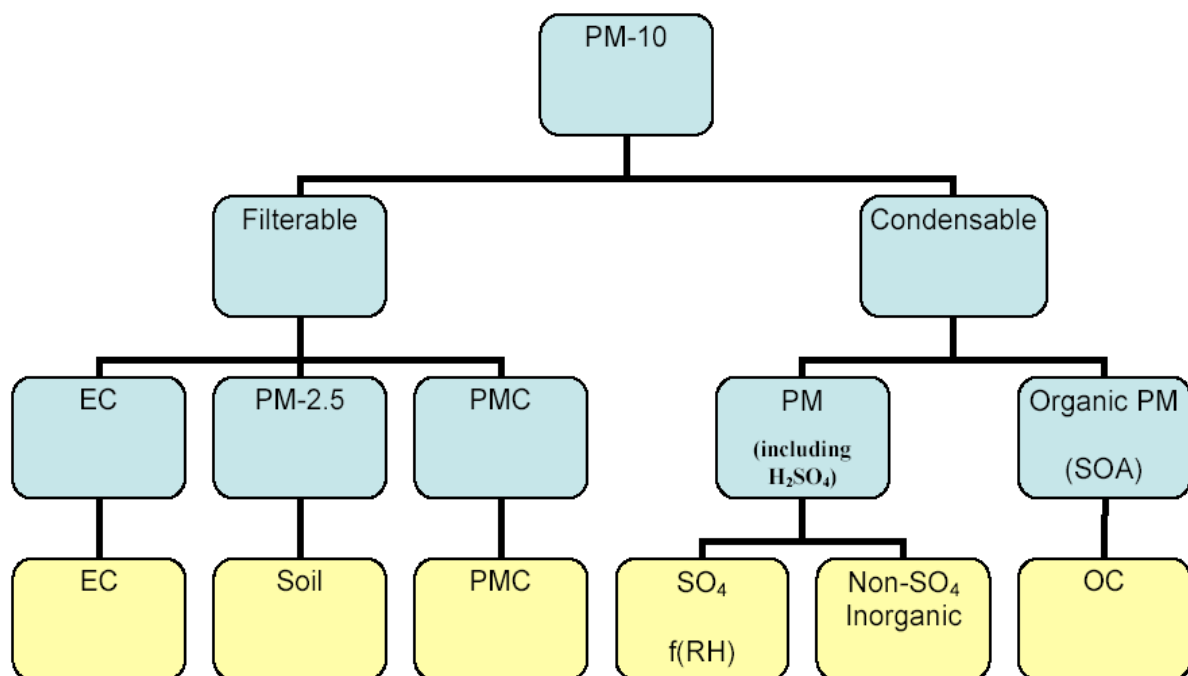 PM-10
Filterable
Condensable
EC
PM-2.5
PMC
PM
(including
H₂SO₄)
Organic PM
(SOA)
EC
Soil
PMC
SO₄
f(RH)
Non-SO₄
Inorganic
OC